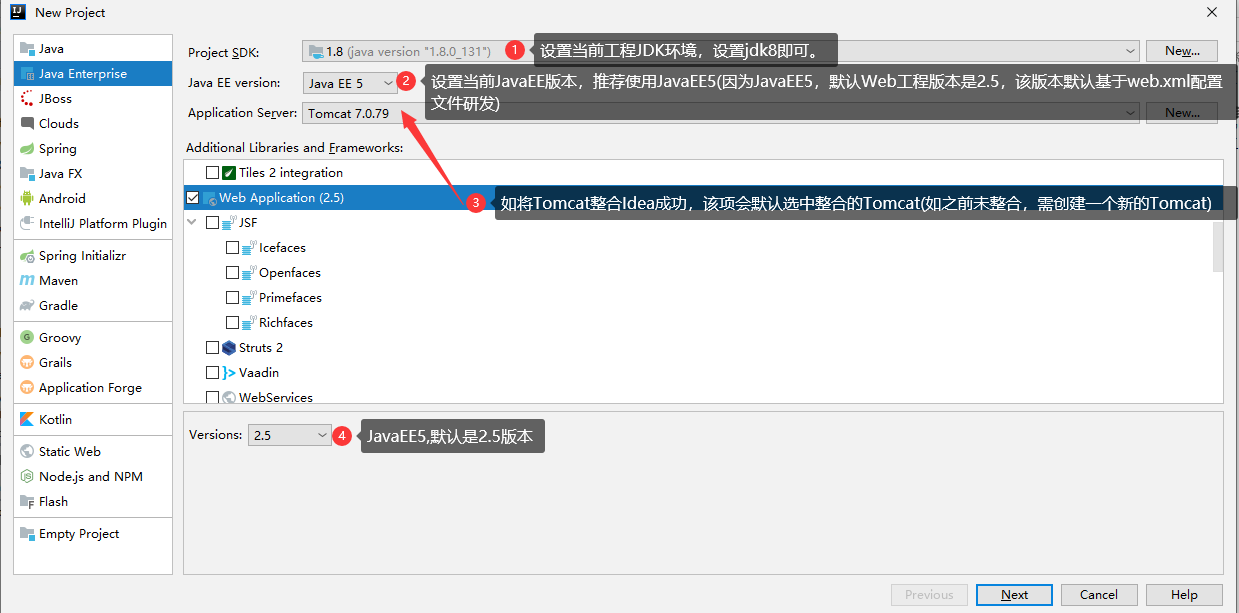 New Project
Java
Java Enterprise
JBoss
Clouds
Spring
Java FX
Android
IntelliJ Platform Plugin
Spring Initializr
Maven
Gradle
Groovy
Grails
Application Forge
Kotlin
Static Web
Node.js and NPM
Flash
Empty Project
Project SDK: 1.8 (java version "1.8.0_131") 1 设置当前工程JDK环境，设置jdk8即可。 New...
Java EE version: Java EE 5 2 设置当前JavaEE版本，推荐使用JavaEE5(因为JavaEE5，默认Web工程版本是2.5，该版本默认基于web.xml配置
文件研发)
Application Server: Tomcat 7.0.79 New...
Additional Libraries and Frameworks:
Tiles 2 integration
Web Application (2.5) 3 如将Tomcat整合Idea成功，该项会默认选中整合的Tomcat(如之前未整合，需创建一个新的Tomcat)
JSF
Icefaces
Openfaces
Primefaces
Richfaces
Struts 2
Vaadin
WebServices
Versions: 2.5 4 JavaEE5,默认是2.5版本
Previous Next Cancel Help